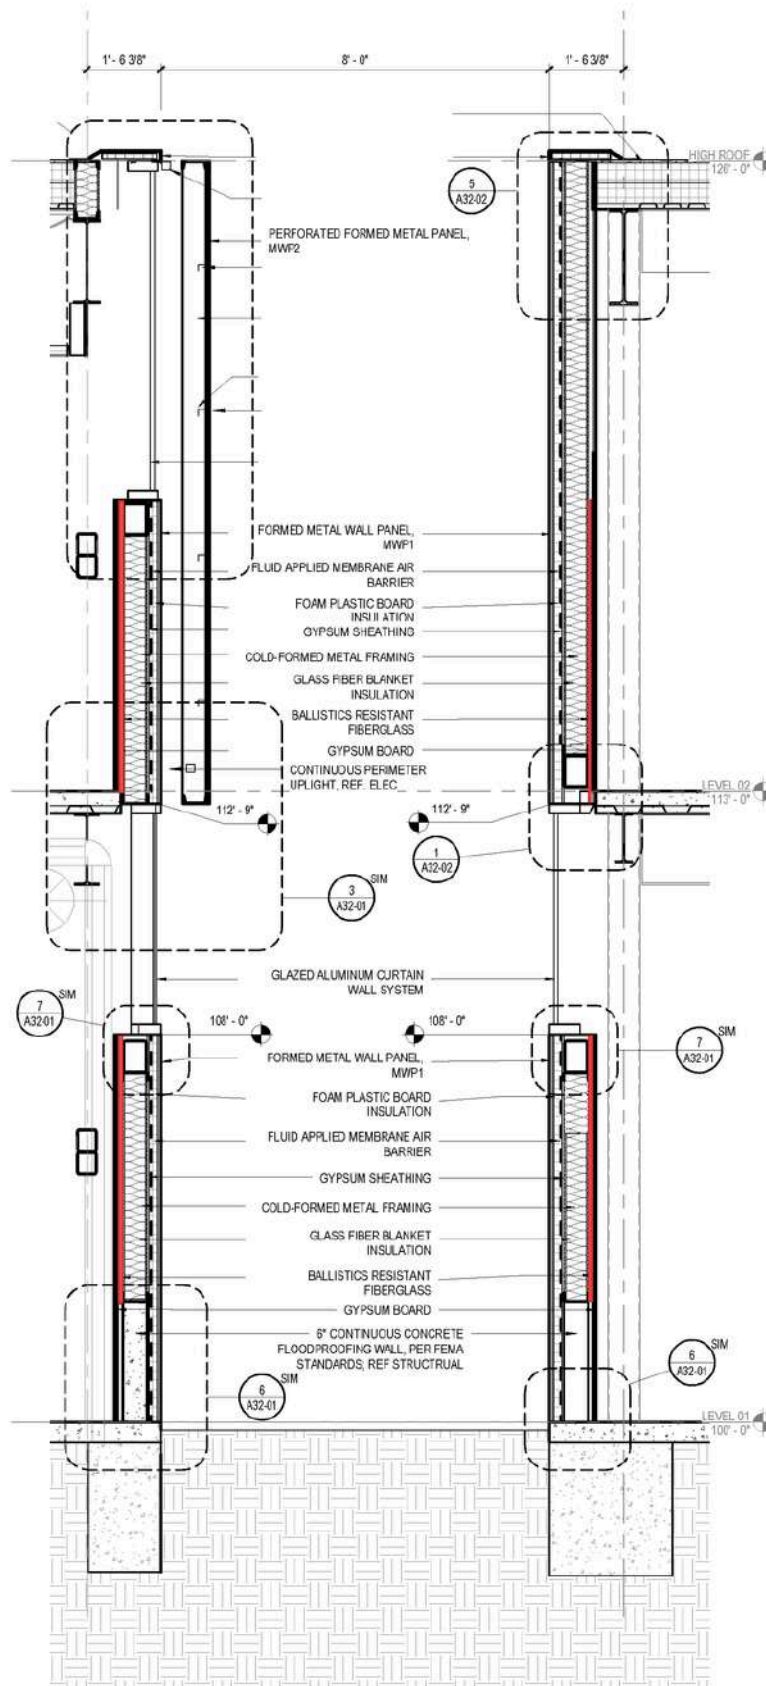 1' - 6 3/8"
8' - 0"
1' - 6 3/8"
HIGH ROOF
126' - 0"
5
A32-02
PERFORATED FORMED METAL PANEL,
MWP2
FORMED METAL WALL PANEL,
MWP1
FLUID APPLIED MEMBRANE AIR
BARRIER
FOAM PLASTIC BOARD
INSULATION
GYPSUM SHEATHING
COLD-FORMED METAL FRAMING
GLASS FIBER BLANKET
INSULATION
BALLISTICS RESISTANT
FIBERGLASS
GYPSUM BOARD
CONTINUOUS PERIMETER
UPLIGHT, REF. ELEC
LEVEL 02
113' - 0"
112' - 9"
112' - 9"
1
A32-02
SIM
3
A32-01
GLAZED ALUMINUM CURTAIN
WALL SYSTEM
SIM
7
A32-01
108' - 0"
108' - 0"
SIM
7
A32-01
FORMED METAL WALL PANEL,
MWP1
FOAM PLASTIC BOARD
INSULATION
FLUID APPLIED MEMBRANE AIR
BARRIER
GYPSUM SHEATHING
COLD-FORMED METAL FRAMING
GLASS FIBER BLANKET
INSULATION
BALLISTICS RESISTANT
FIBERGLASS
GYPSUM BOARD
6" CONTINUOUS CONCRETE
FLOODPROOFING WALL, PER FEMA
STANDARDS; REF STRUCTRUAL
SIM
6
A32-01
SIM
6
A32-01
LEVEL 01
100' - 0"